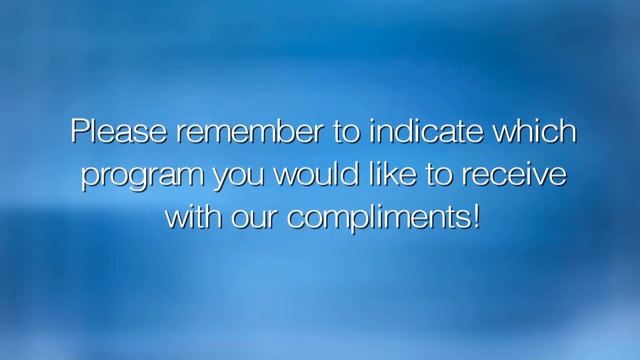 Please remember to indicate which
program you would like to receive
with our compliments!